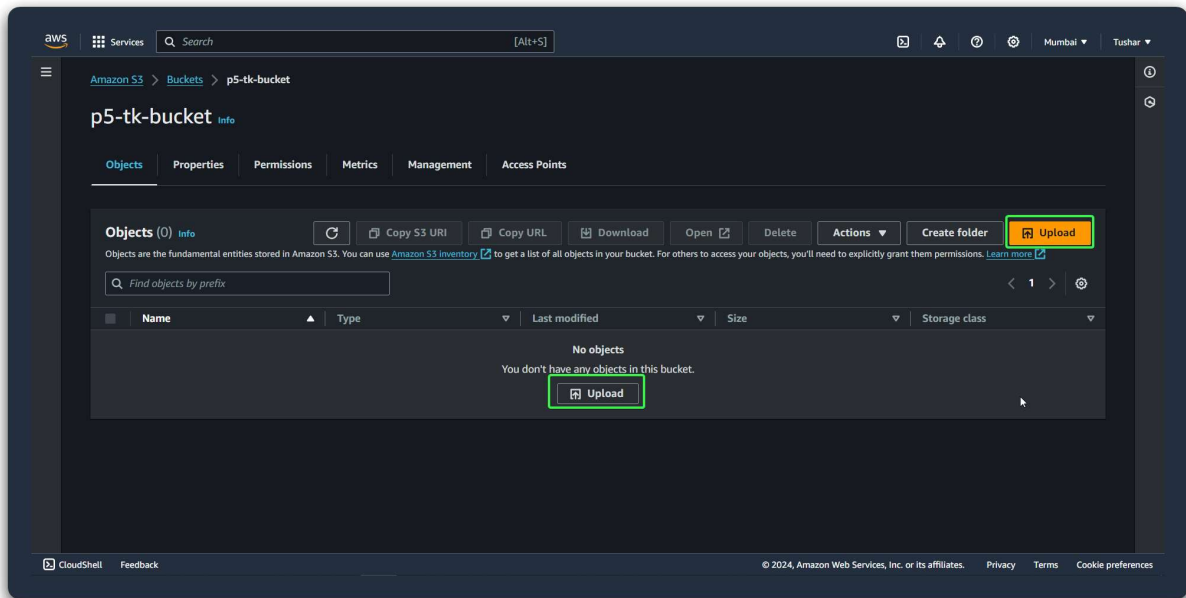 aws Services Search [Alt+S] Mumbai Tushar
Amazon S3 > Buckets > p5-tk-bucket
p5-tk-bucket Info
Objects Properties Permissions Metrics Management Access Points
Objects (0) Info Copy S3 URI Copy URL Download Open Delete Actions Create folder Upload
Objects are the fundamental entities stored in Amazon S3. You can use Amazon S3 inventory to get a list of all objects in your bucket. For others to access your objects, you'll need to explicitly grant them permissions. Learn more
Find objects by prefix < 1 >
Name Type Last modified Size Storage class
No objects
You don't have any objects in this bucket.
Upload
CloudShell Feedback © 2024, Amazon Web Services, Inc. or its affiliates. Privacy Terms Cookie preferences